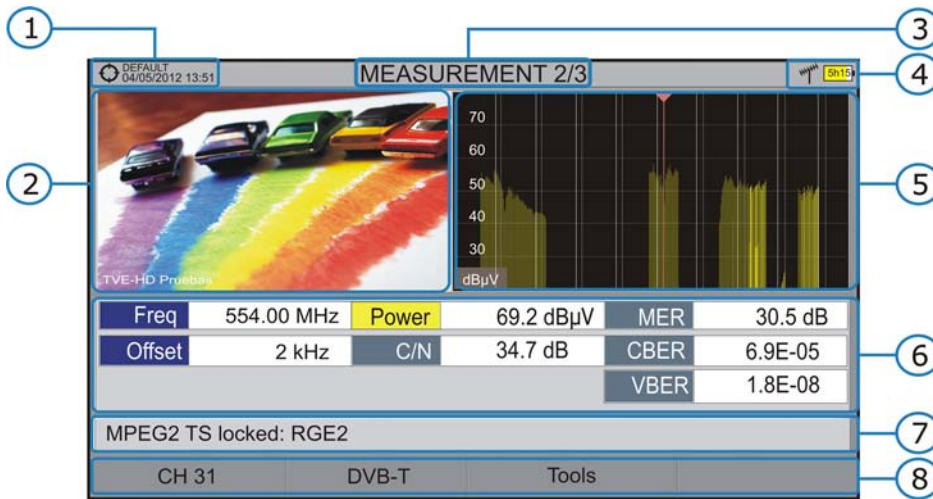 1
3
DEFAULT
04/05/2012 13:51
MEASUREMENT 2/3
5h15
4
2
TVE-HD Pruebas
70
60
50
40
30
dBµV
5
Freq 554.00 MHz Power 69.2 dBµV MER 30.5 dB
Offset 2 kHz C/N 34.7 dB CBER 6.9E-05
VBER 1.8E-08
6
MPEG2 TS locked: RGE2
7
CH 31 DVB-T Tools
8